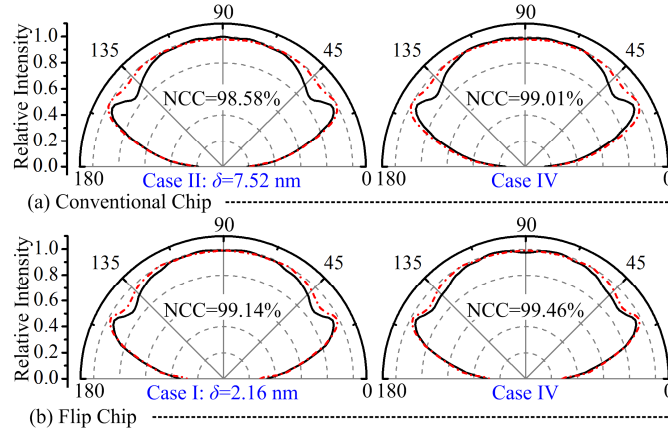 90
135
45
Relative Intensity
1.0
0.8
0.6
0.4
0.2
0.0
NCC=98.58%
180
Case II: δ=7.52 nm
0
90
135
45
NCC=99.01%
180
Case IV
0
(a) Conventional Chip
90
135
45
Relative Intensity
1.0
0.8
0.6
0.4
0.2
0.0
NCC=99.14%
180
Case I: δ=2.16 nm
0
90
135
45
NCC=99.46%
180
Case IV
0
(b) Flip Chip